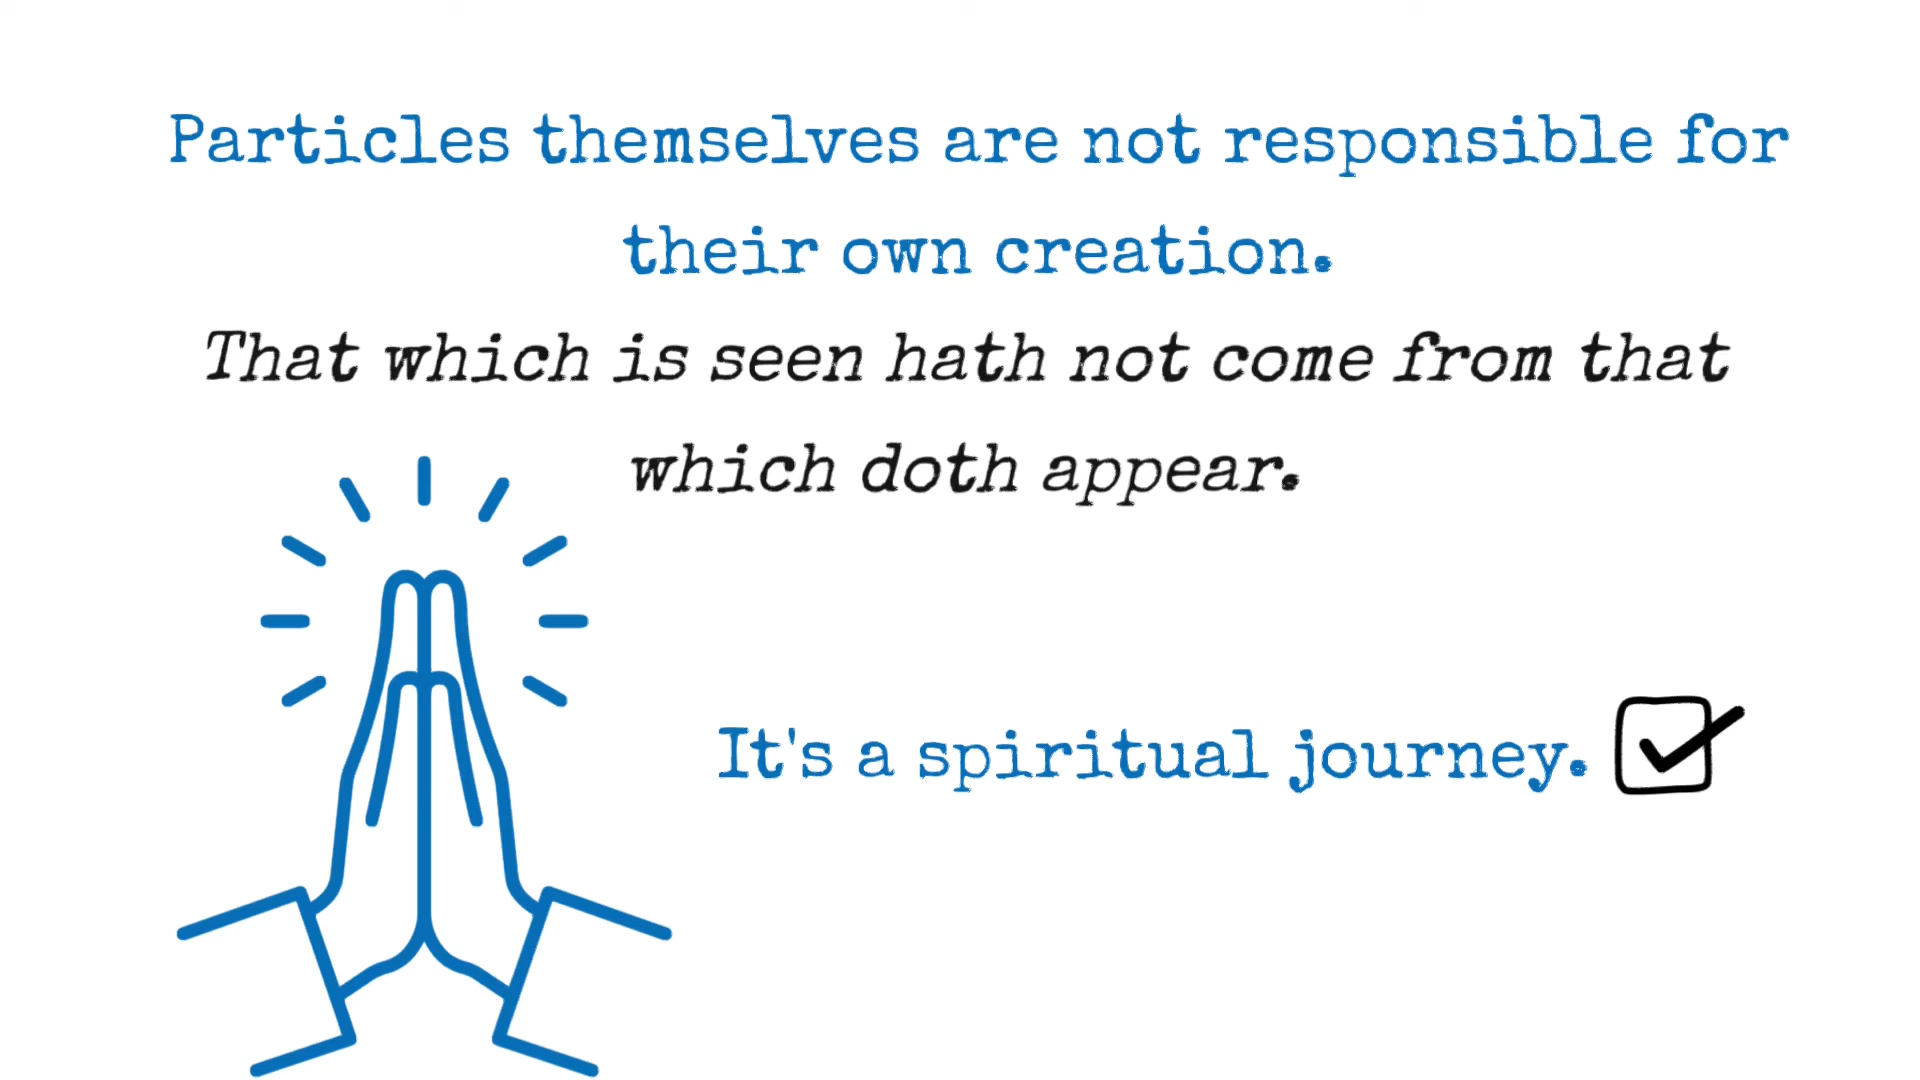 Particles themselves are not responsible for
their own creation.
That which is seen hath not come from that
which doth appear.
It's a spiritual journey.